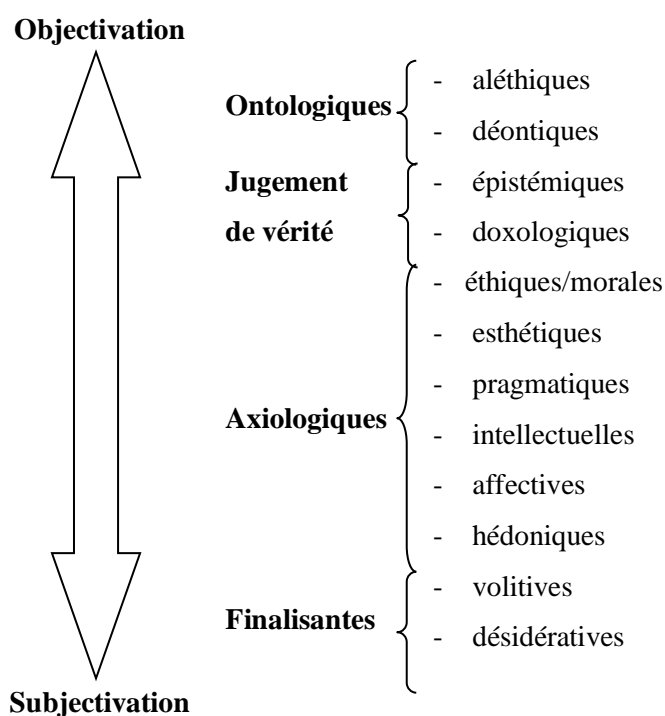 Objectivation
Ontologiques
- aléthiques
- déontiques
Jugement
de vérité
- épistémiques
- doxologiques
Axiologiques
- éthiques/morales
- esthétiques
- pragmatiques
- intellectuelles
- affectives
- hédoniques
Finalisantes
- volitives
- désidératives
Subjectivation